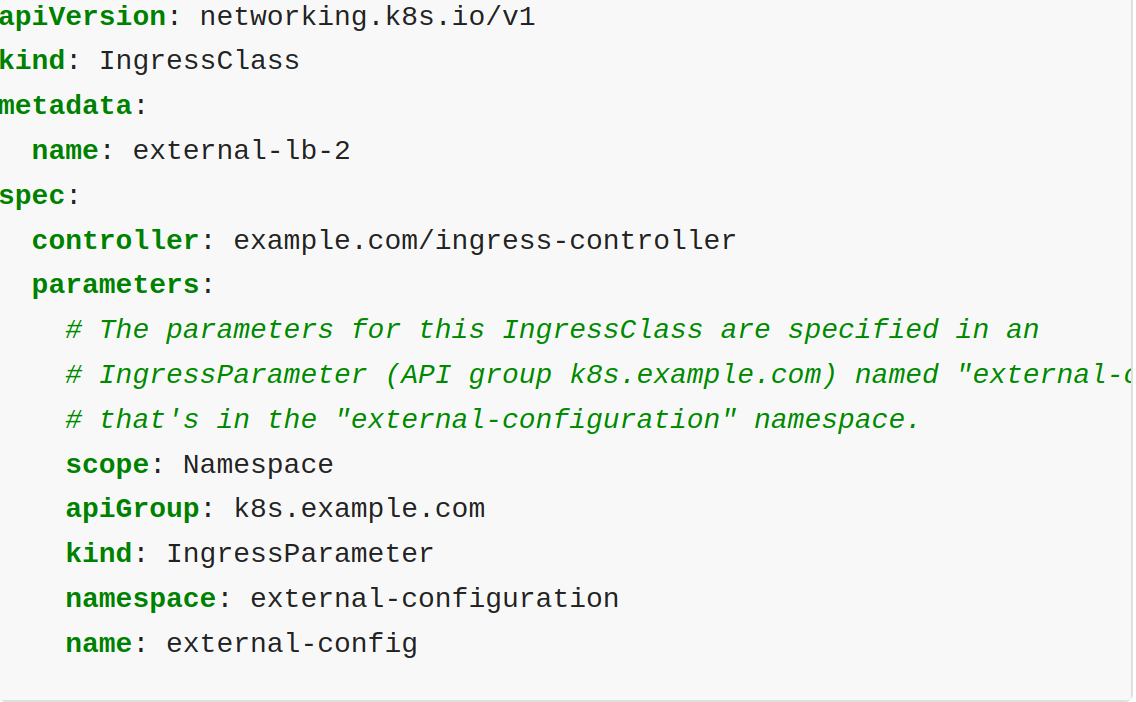 apiVersion: networking.k8s.io/v1
kind: IngressClass
metadata:
  name: external-lb-2
spec:
  controller: example.com/ingress-controller
  parameters:
    # The parameters for this IngressClass are specified in an
    # IngressParameter (API group k8s.example.com) named "external-c
    # that's in the "external-configuration" namespace.
    scope: Namespace
    apiGroup: k8s.example.com
    kind: IngressParameter
    namespace: external-configuration
    name: external-config